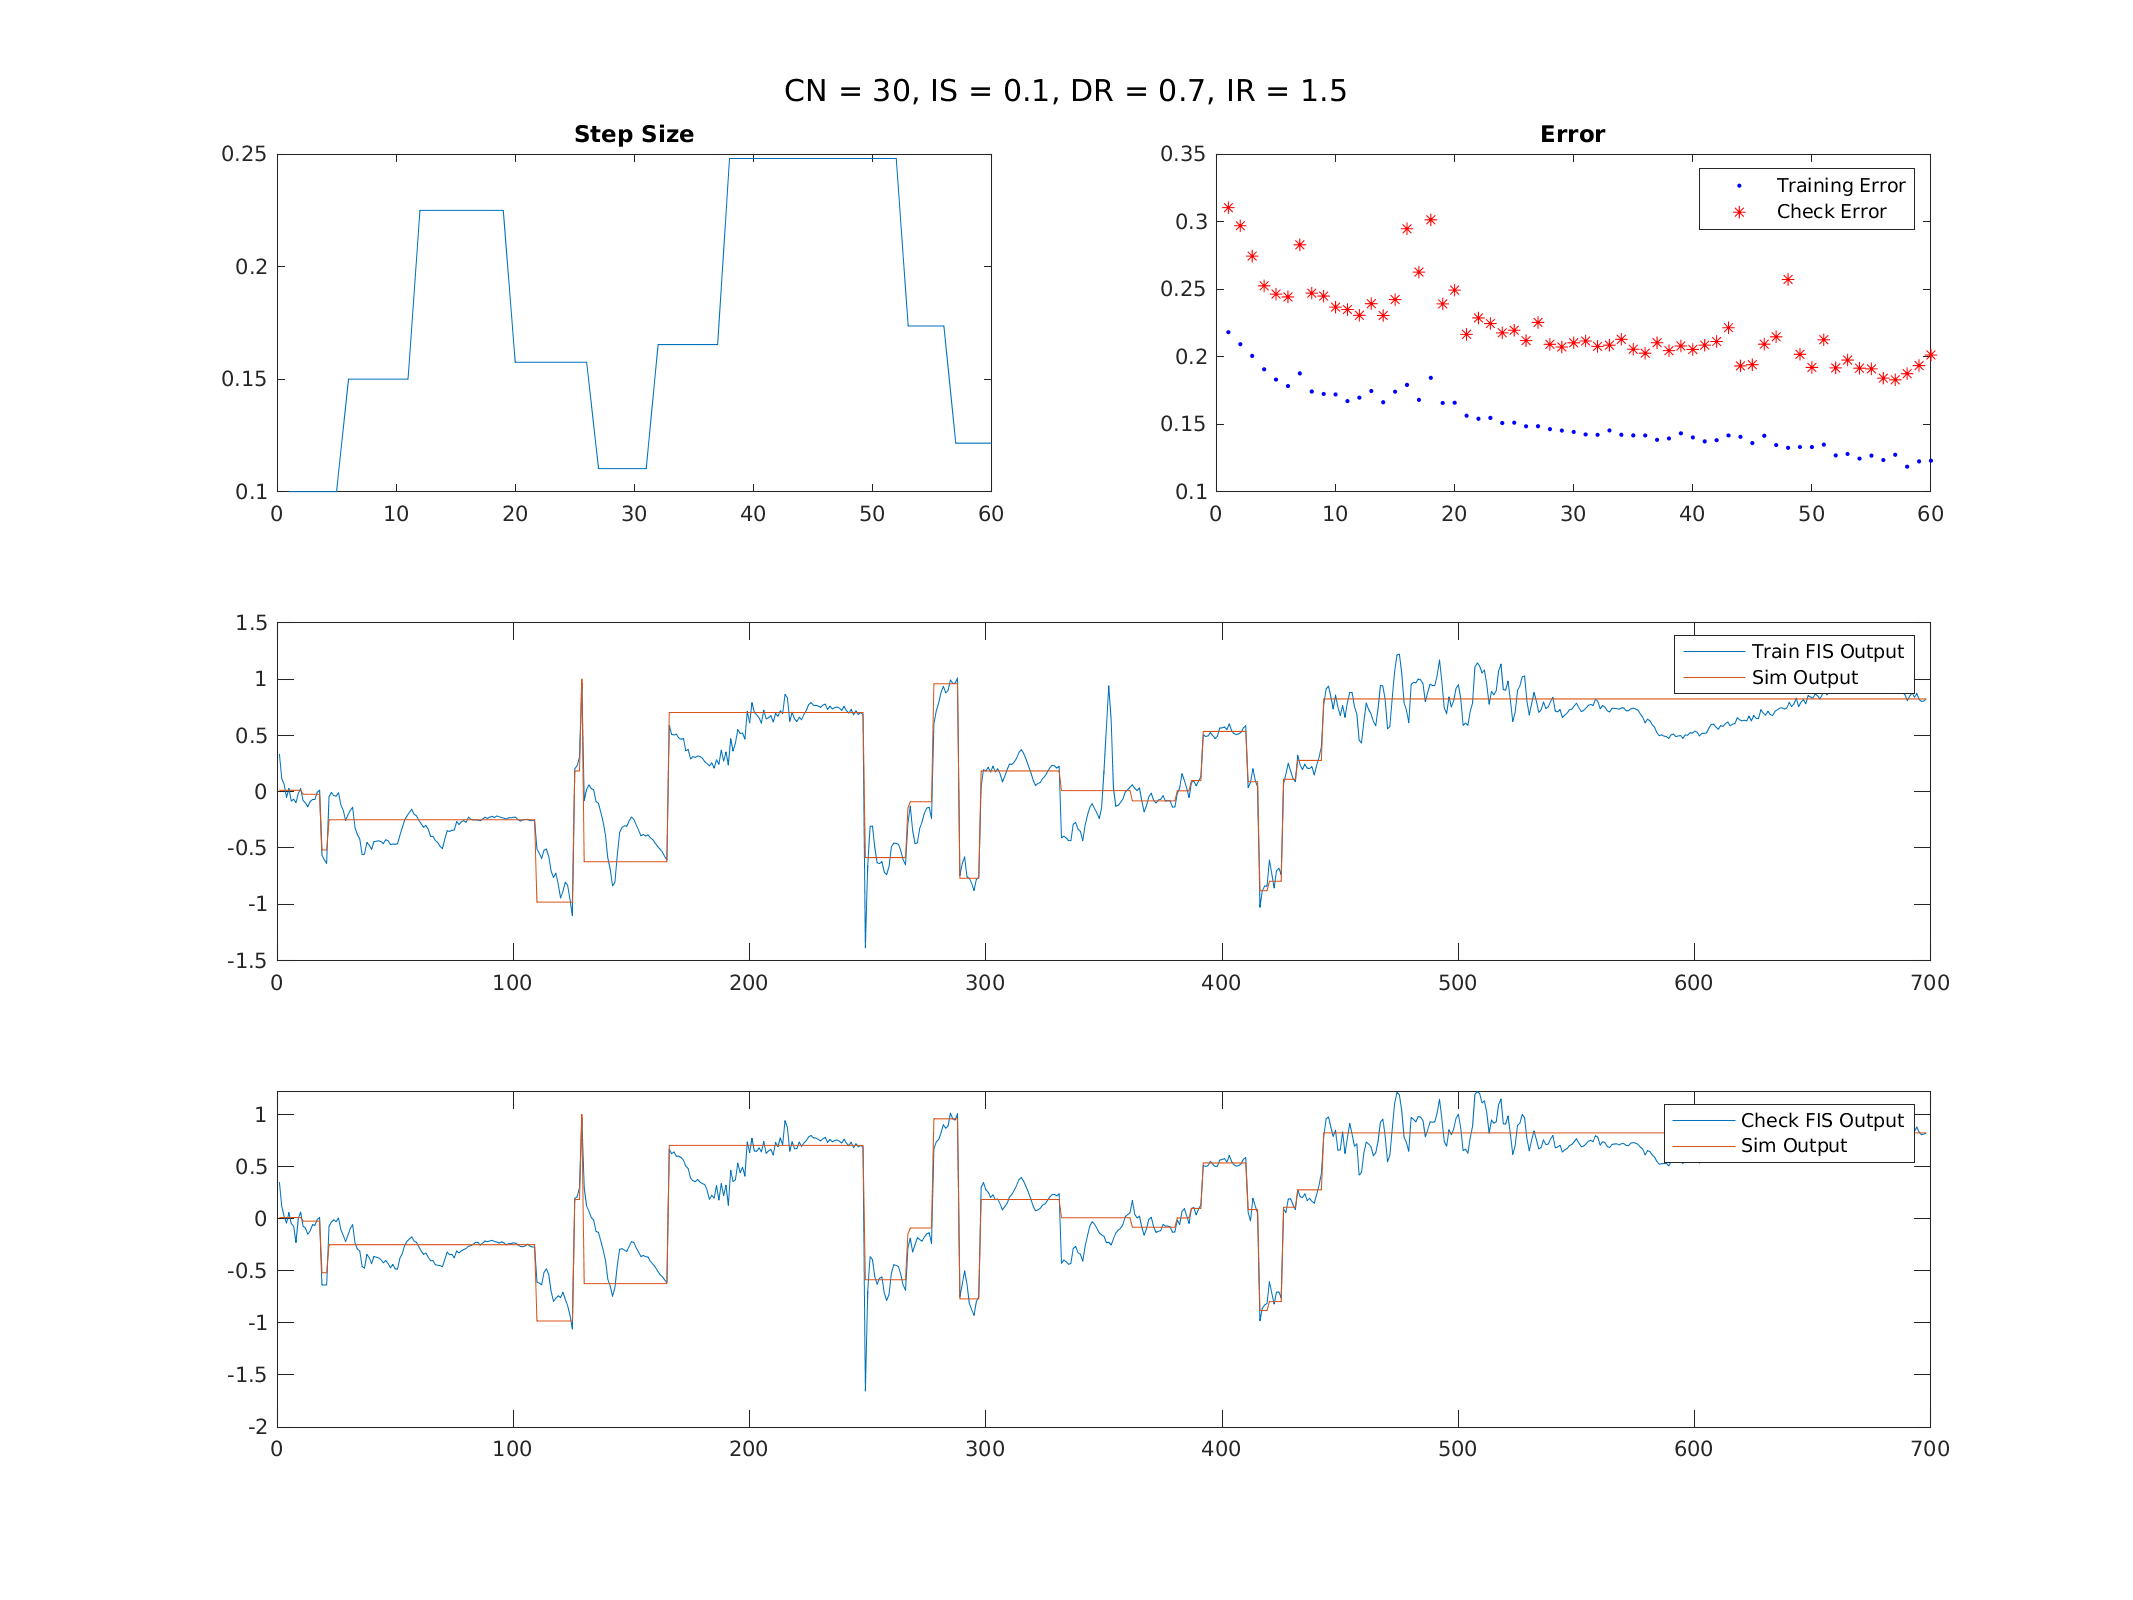 CN = 30, IS = 0.1, DR = 0.7, IR = 1.5
Step Size
0.25
0.2
0.15
0.1
0 10 20 30 40 50 60
Error
0.35
0.3
0.25
0.2
0.15
0.1
0 10 20 30 40 50 60
Training Error
Check Error
1.5
1
0.5
0
-0.5
-1
-1.5
0 100 200 300 400 500 600 700
Train FIS Output
Sim Output
1
0.5
0
-0.5
-1
-1.5
-2
0 100 200 300 400 500 600 700
Check FIS Output
Sim Output